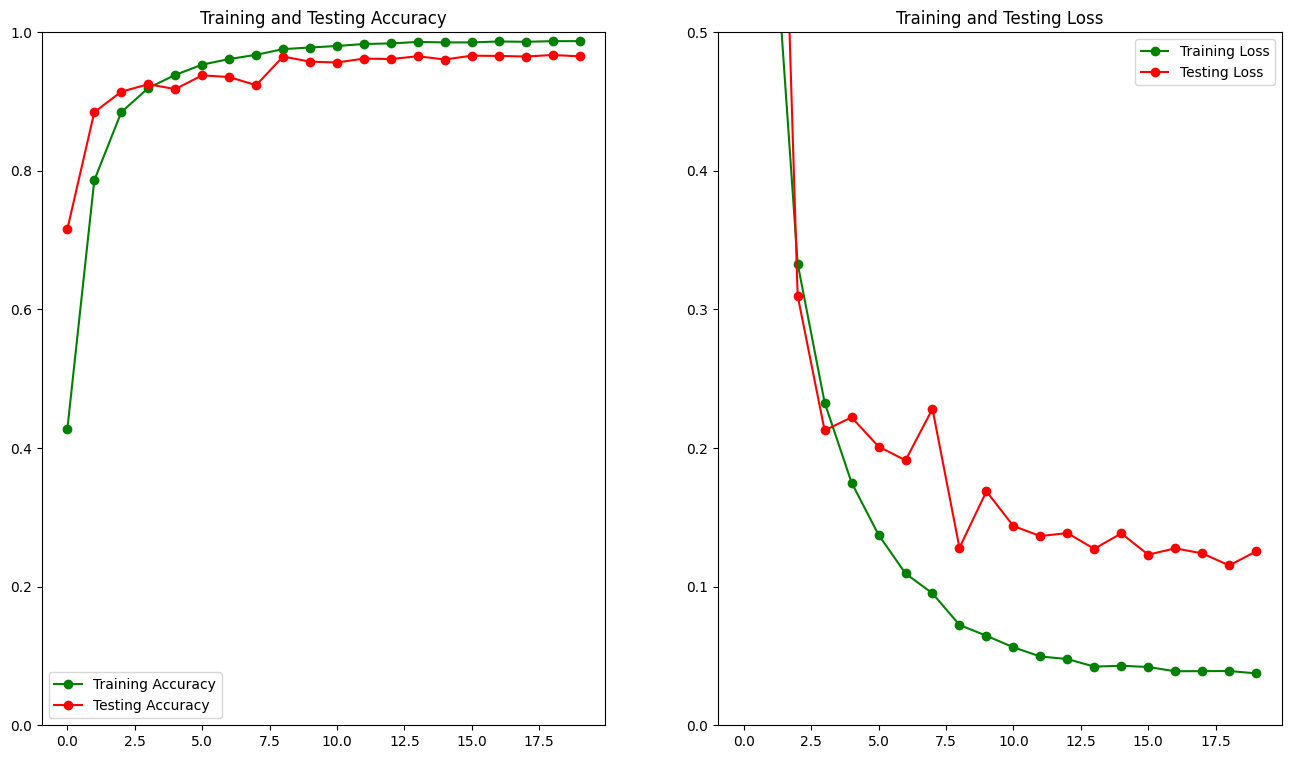 Training and Testing Accuracy
1.0
0.8
0.6
0.4
0.2
0.0
Training Accuracy
Testing Accuracy
0.0 2.5 5.0 7.5 10.0 12.5 15.0 17.5
Training and Testing Loss
0.5
0.4
0.3
0.2
0.1
0.0
Training Loss
Testing Loss
0.0 2.5 5.0 7.5 10.0 12.5 15.0 17.5